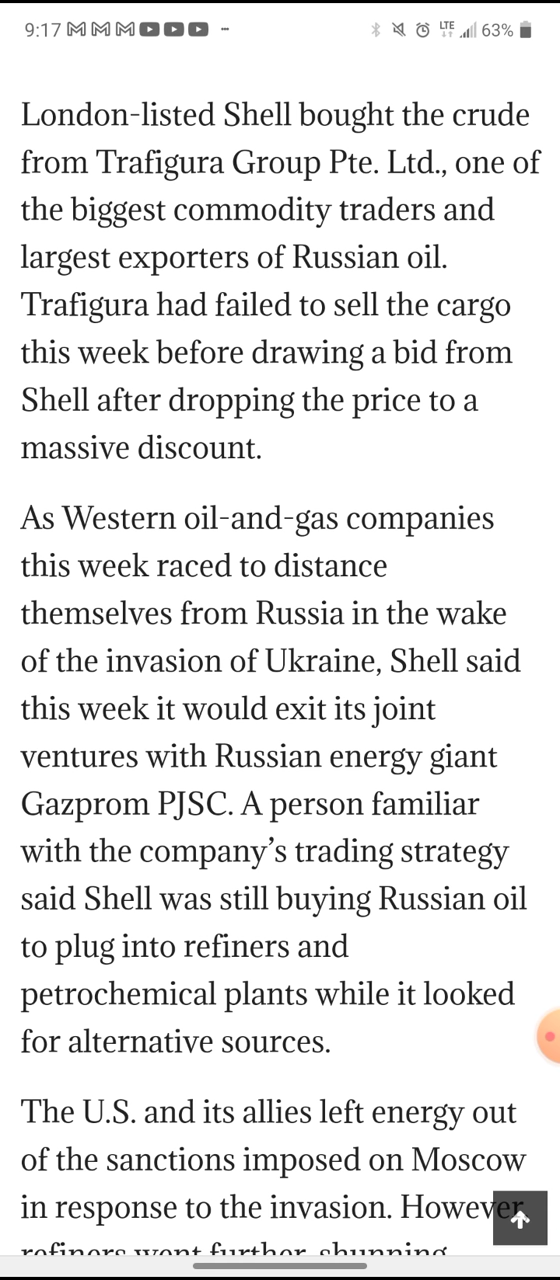 9:17
LTE
63%
London-listed Shell bought the crude
from Trafigura Group Pte. Ltd., one of
the biggest commodity traders and
largest exporters of Russian oil.
Trafigura had failed to sell the cargo
this week before drawing a bid from
Shell after dropping the price to a
massive discount.
As Western oil-and-gas companies
this week raced to distance
themselves from Russia in the wake
of the invasion of Ukraine, Shell said
this week it would exit its joint
ventures with Russian energy giant
Gazprom PJSC. A person familiar
with the company’s trading strategy
said Shell was still buying Russian oil
to plug into refiners and
petrochemical plants while it looked
for alternative sources.
The U.S. and its allies left energy out
of the sanctions imposed on Moscow
in response to the invasion. However
refiners went further, shunning